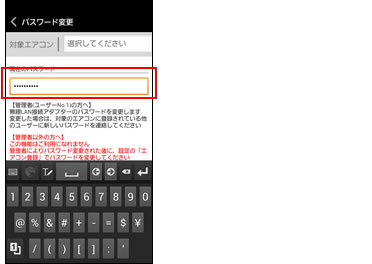 パスワード変更
対象エアコン 選択してください
現在のパスワード
••••••••••
【管理者(ユーザーNo.1)の方へ】
無線LAN接続アダプターのパスワードを変更します
変更した場合は、対象のエアコンに登録されている他
のユーザーに新しいパスワードを連絡してください
【管理者以外の方へ】
この機能はご利用になれません
管理者によりパスワード変更された後に、設定の「エ
アコン登録」でパスワードを変更してください
1 2 3 4 5 6 7 8 9 0
@ % & # + - = $ ¥
/ ( ) [ ] : '